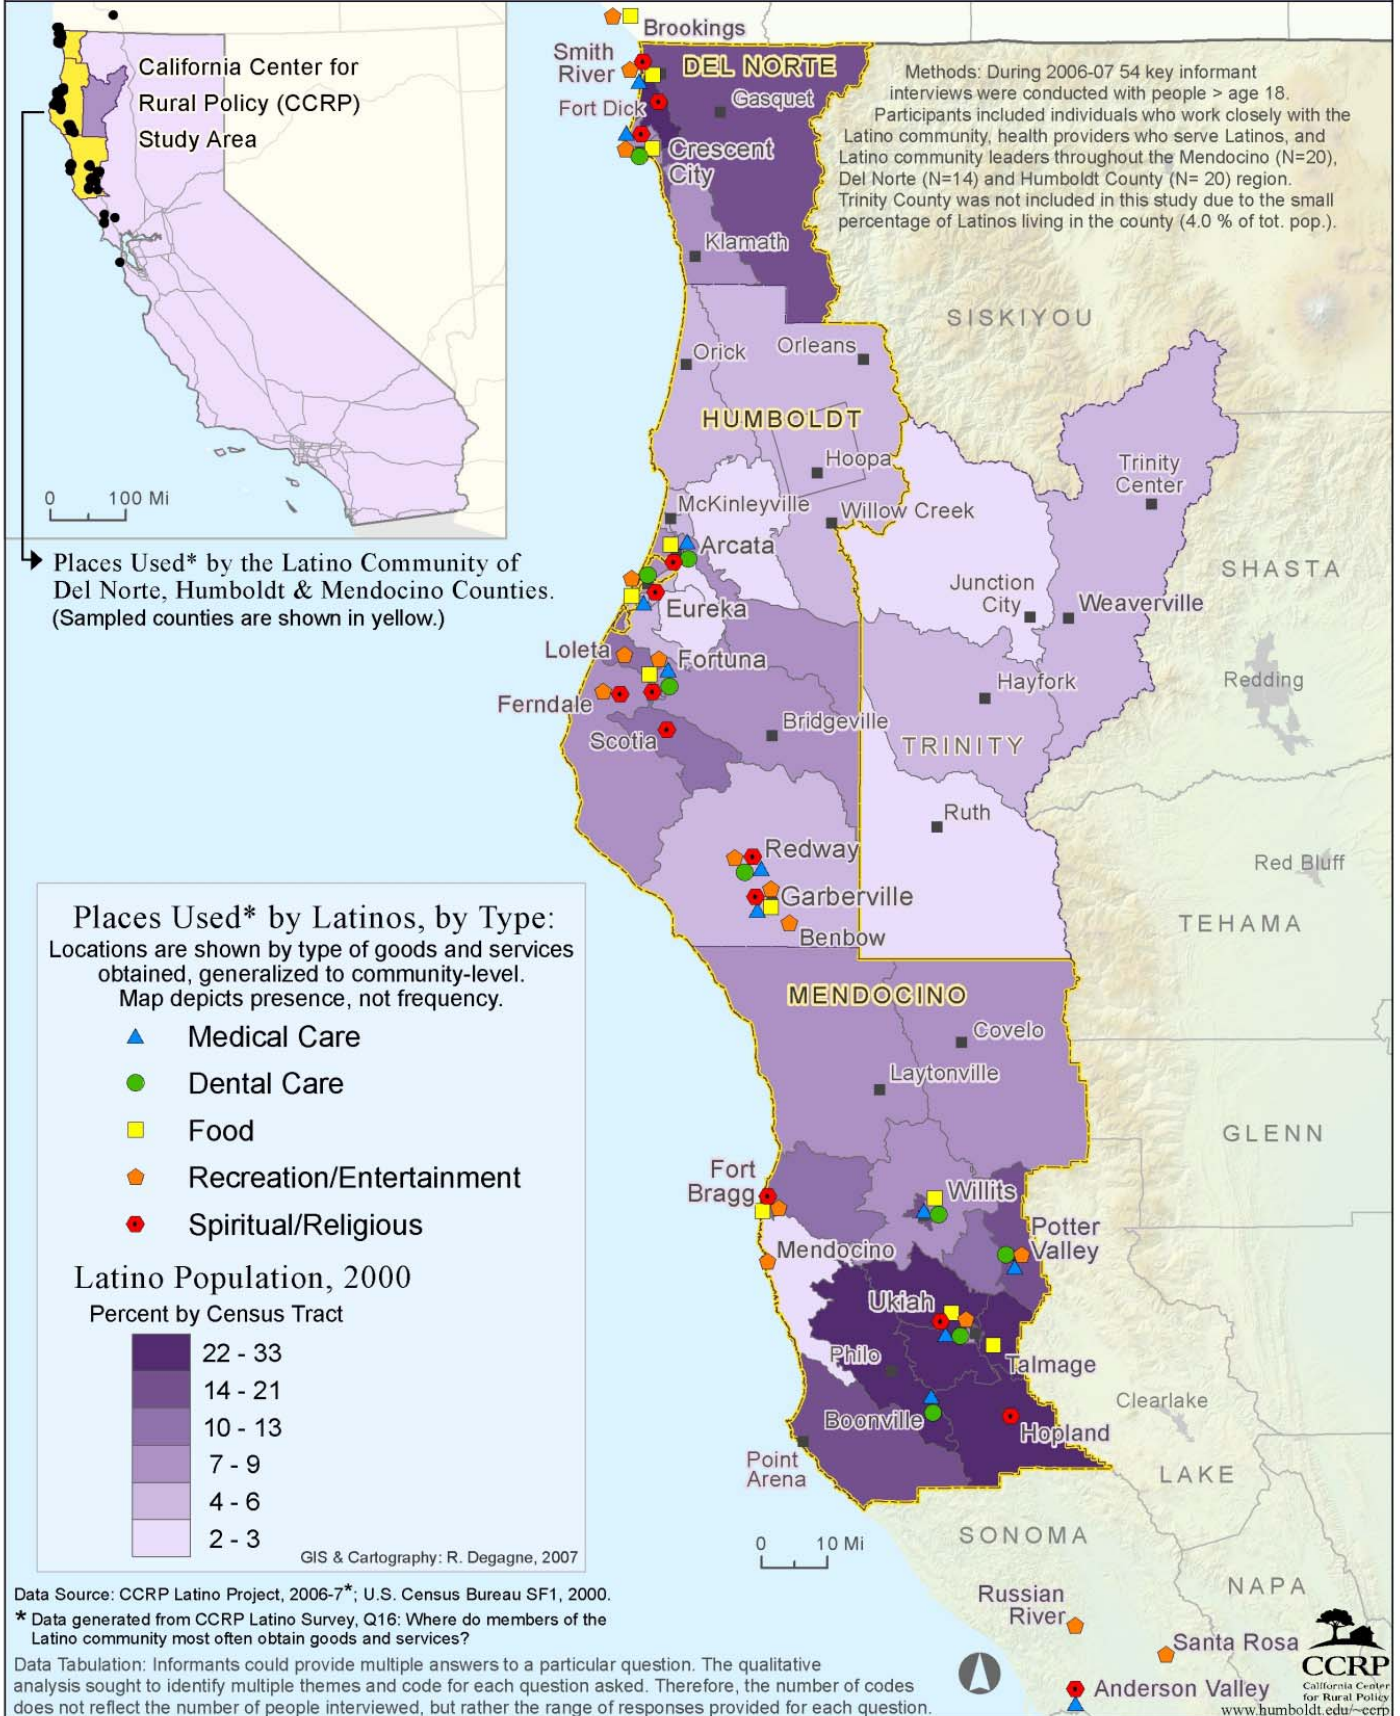 California Center for
Rural Policy (CCRP)
Study Area
0 100 Mi
Places Used* by the Latino Community of
Del Norte, Humboldt & Mendocino Counties.
(Sampled counties are shown in yellow.)
Methods: During 2006-07 54 key informant
interviews were conducted with people > age 18.
Participants included individuals who work closely with the
Latino community, health providers who serve Latinos, and
Latino community leaders throughout the Mendocino (N=20),
Del Norte (N=14) and Humboldt County (N= 20) region.
Trinity County was not included in this study due to the small
percentage of Latinos living in the county (4.0 % of tot. pop.).
Brookings
Smith
River
DEL NORTE
Gasquet
Fort Dick
Crescent
City
Klamath
SISKIYOU
Orick
Orleans
HUMBOLDT
Hoopa
Trinity
Center
McKinleyville
Willow Creek
Arcata
SHASTA
Junction
City
Weaverville
Eureka
Loleta
Fortuna
Hayfork
Redding
Ferndale
Bridgeville
Scotia
TRINITY
Ruth
Redway
Red Bluff
Garberville
Benbow
TEHAMA
MENDOCINO
Covelo
Laytonville
GLENN
Fort
Bragg
Willits
Potter
Valley
Mendocino
Ukiah
Philo
Talmage
Clearlake
Boonville
Hopland
Point
Arena
LAKE
SONOMA
0 10 Mi
NAPA
Russian
River
Santa Rosa
Anderson Valley
Places Used* by Latinos, by Type:
Locations are shown by type of goods and services
obtained, generalized to community-level.
Map depicts presence, not frequency.
Medical Care
Dental Care
Food
Recreation/Entertainment
Spiritual/Religious
Latino Population, 2000
Percent by Census Tract
22 - 33
14 - 21
10 - 13
7 - 9
4 - 6
2 - 3
GIS & Cartography: R. Degagne, 2007
Data Source: CCRP Latino Project, 2006-7*; U.S. Census Bureau SF1, 2000.
* Data generated from CCRP Latino Survey, Q16: Where do members of the
Latino community most often obtain goods and services?
Data Tabulation: Informants could provide multiple answers to a particular question. The qualitative
analysis sought to identify multiple themes and code for each question asked. Therefore, the number of codes
does not reflect the number of people interviewed, but rather the range of responses provided for each question.
CCRP
California Center
for Rural Policy
www.humboldt.edu/~ccrp